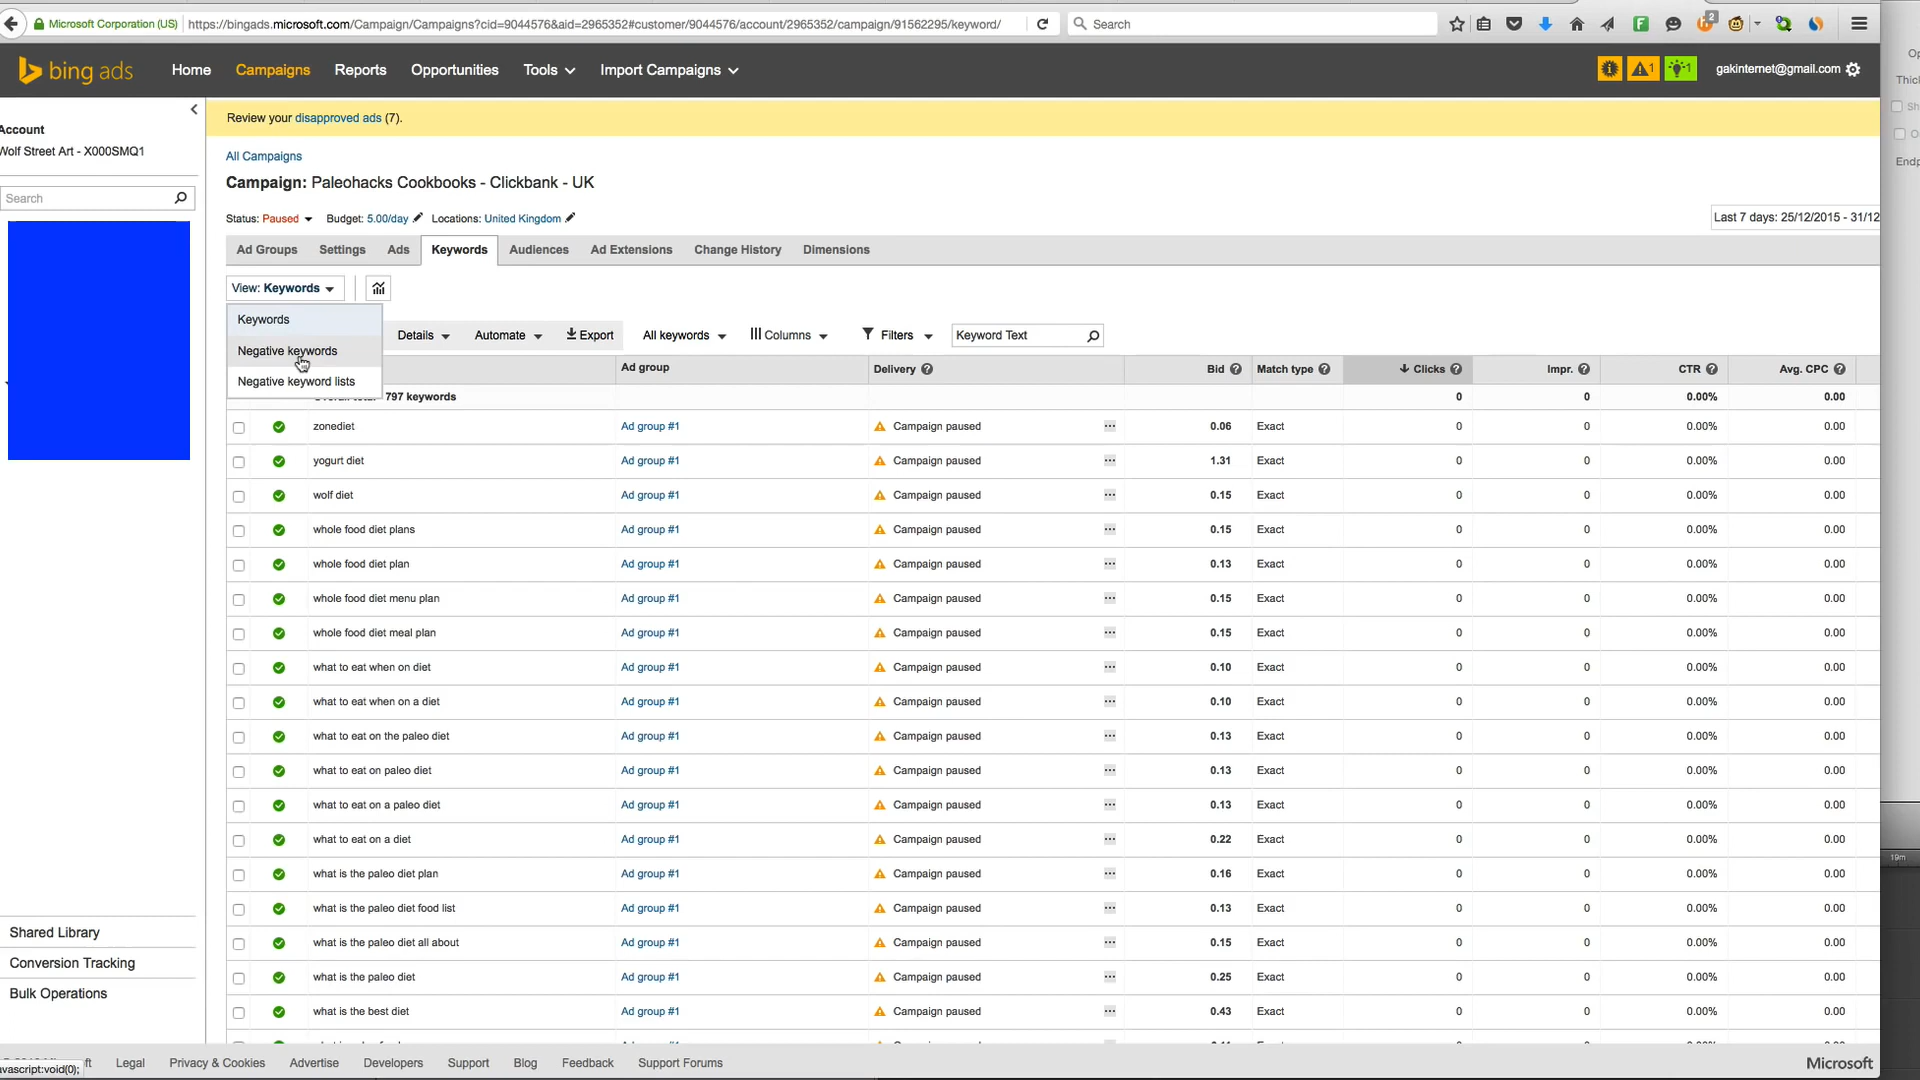 Microsoft Corporation (US)
https://bingads.microsoft.com/Campaign/Campaigns?cid=9044576&aid=2965352#customer/9044576/account/2965352/campaign/91562295/keyword/
Search
2
bing ads
Home
Campaigns
Reports
Opportunities
Tools
Import Campaigns
1
1
gakinternet@gmail.com
Account
Wolf Street Art - X000SMQ1
Search
Review your disapproved ads (7).
All Campaigns
Campaign: Paleohacks Cookbooks - Clickbank - UK
Status: Paused Budget: 5.00/day Locations: United Kingdom
Last 7 days: 25/12/2015 - 31/12
Ad Groups Settings Ads Keywords Audiences Ad Extensions Change History Dimensions
View: Keywords
Keywords
Negative keywords
Negative keyword lists
Details Automate Export All keywords Columns Filters Keyword Text
Ad group Delivery Bid Match type Clicks Impr. CTR Avg. CPC
797 keywords 0 0 0.00% 0.00
zonediet Ad group #1 Campaign paused ... 0.06 Exact 0 0 0.00% 0.00
yogurt diet Ad group #1 Campaign paused ... 1.31 Exact 0 0 0.00% 0.00
wolf diet Ad group #1 Campaign paused ... 0.15 Exact 0 0 0.00% 0.00
whole food diet plans Ad group #1 Campaign paused ... 0.15 Exact 0 0 0.00% 0.00
whole food diet plan Ad group #1 Campaign paused ... 0.13 Exact 0 0 0.00% 0.00
whole food diet menu plan Ad group #1 Campaign paused ... 0.15 Exact 0 0 0.00% 0.00
whole food diet meal plan Ad group #1 Campaign paused ... 0.15 Exact 0 0 0.00% 0.00
what to eat when on diet Ad group #1 Campaign paused ... 0.10 Exact 0 0 0.00% 0.00
what to eat when on a diet Ad group #1 Campaign paused ... 0.10 Exact 0 0 0.00% 0.00
what to eat on the paleo diet Ad group #1 Campaign paused ... 0.13 Exact 0 0 0.00% 0.00
what to eat on paleo diet Ad group #1 Campaign paused ... 0.13 Exact 0 0 0.00% 0.00
what to eat on a paleo diet Ad group #1 Campaign paused ... 0.13 Exact 0 0 0.00% 0.00
what to eat on a diet Ad group #1 Campaign paused ... 0.22 Exact 0 0 0.00% 0.00
what is the paleo diet plan Ad group #1 Campaign paused ... 0.16 Exact 0 0 0.00% 0.00
what is the paleo diet food list Ad group #1 Campaign paused ... 0.13 Exact 0 0 0.00% 0.00
what is the paleo diet all about Ad group #1 Campaign paused ... 0.15 Exact 0 0 0.00% 0.00
what is the paleo diet Ad group #1 Campaign paused ... 0.25 Exact 0 0 0.00% 0.00
what is the best diet Ad group #1 Campaign paused ... 0.43 Exact 0 0 0.00% 0.00
Shared Library
Conversion Tracking
Bulk Operations
Legal Privacy & Cookies Advertise Developers Support Blog Feedback Support Forums Microsoft
avascript:void(0);
Op
Thick
Sh
O
Endp
19m